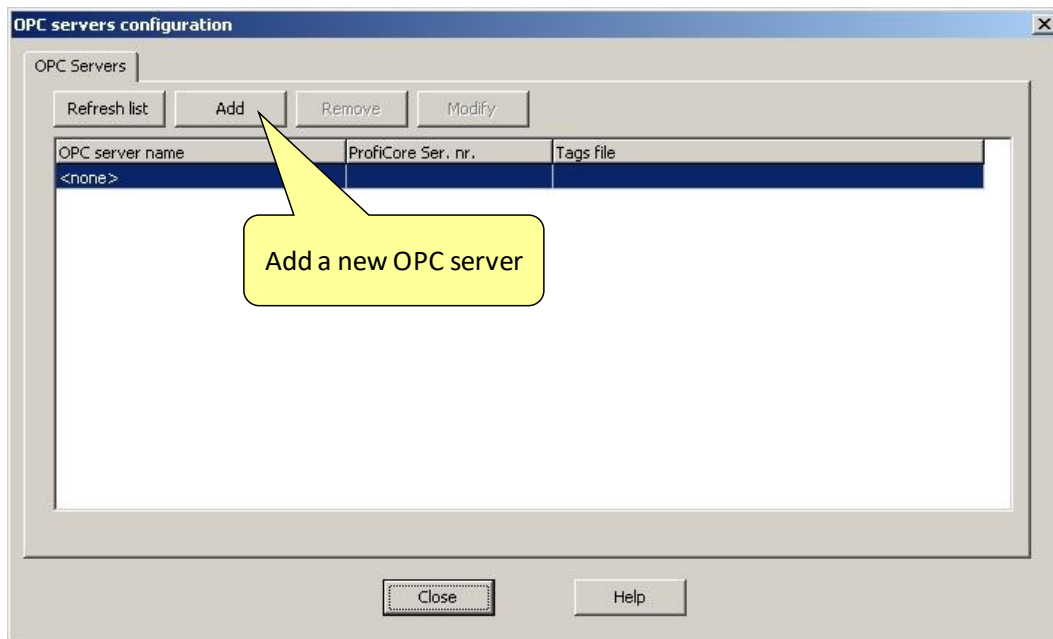 OPC servers configuration
OPC Servers
Refresh list Add Remove Modify
OPC server name ProfiCore Ser. nr. Tags file
<none>
Add a new OPC server
Close Help